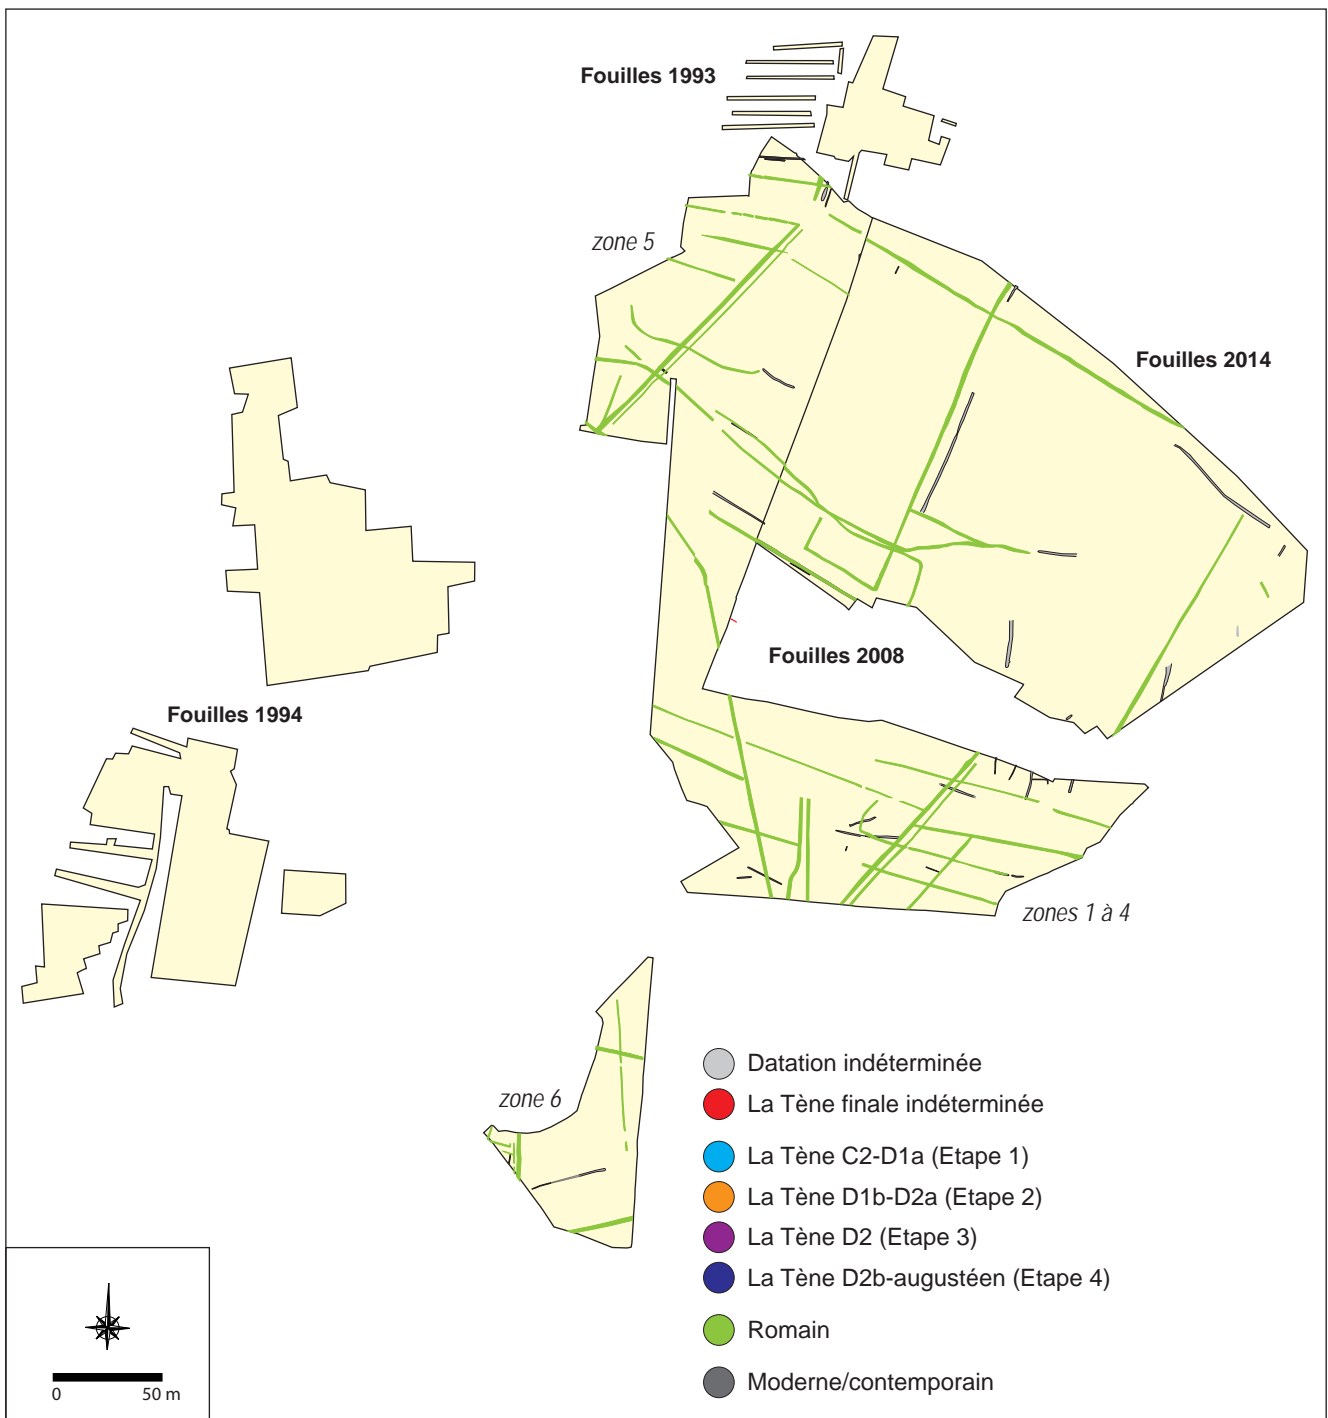 Fouilles 1993
zone 5
Fouilles 2014
Fouilles 2008
Fouilles 1994
zones 1 à 4
zone 6
Datation indéterminée
La Tène finale indéterminée
La Tène C2-D1a (Etape 1)
La Tène D1b-D2a (Etape 2)
La Tène D2 (Etape 3)
La Tène D2b-augustéen (Etape 4)
Romain
Moderne/contemporain
0 50 m